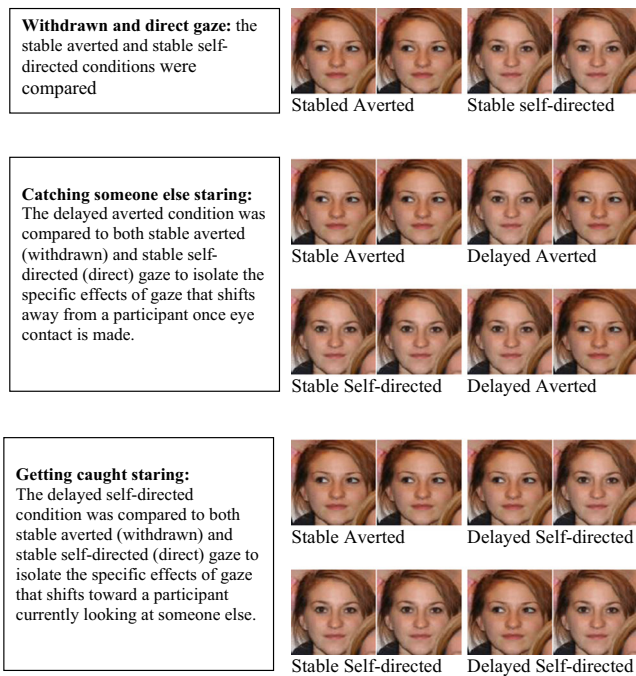 Withdrawn and direct gaze: the
stable averted and stable self-
directed conditions were
compared
Stabled Averted
Stable self-directed
Catching someone else staring:
The delayed averted condition was
compared to both stable averted
(withdrawn) and stable self-
directed (direct) gaze to isolate the
specific effects of gaze that shifts
away from a participant once eye
contact is made.
Stable Averted
Delayed Averted
Stable Self-directed
Delayed Averted
Getting caught staring:
The delayed self-directed
condition was compared to both
stable averted (withdrawn) and
stable self-directed (direct) gaze to
isolate the specific effects of gaze
that shifts toward a participant
currently looking at someone else.
Stable Averted
Delayed Self-directed
Stable Self-directed
Delayed Self-directed